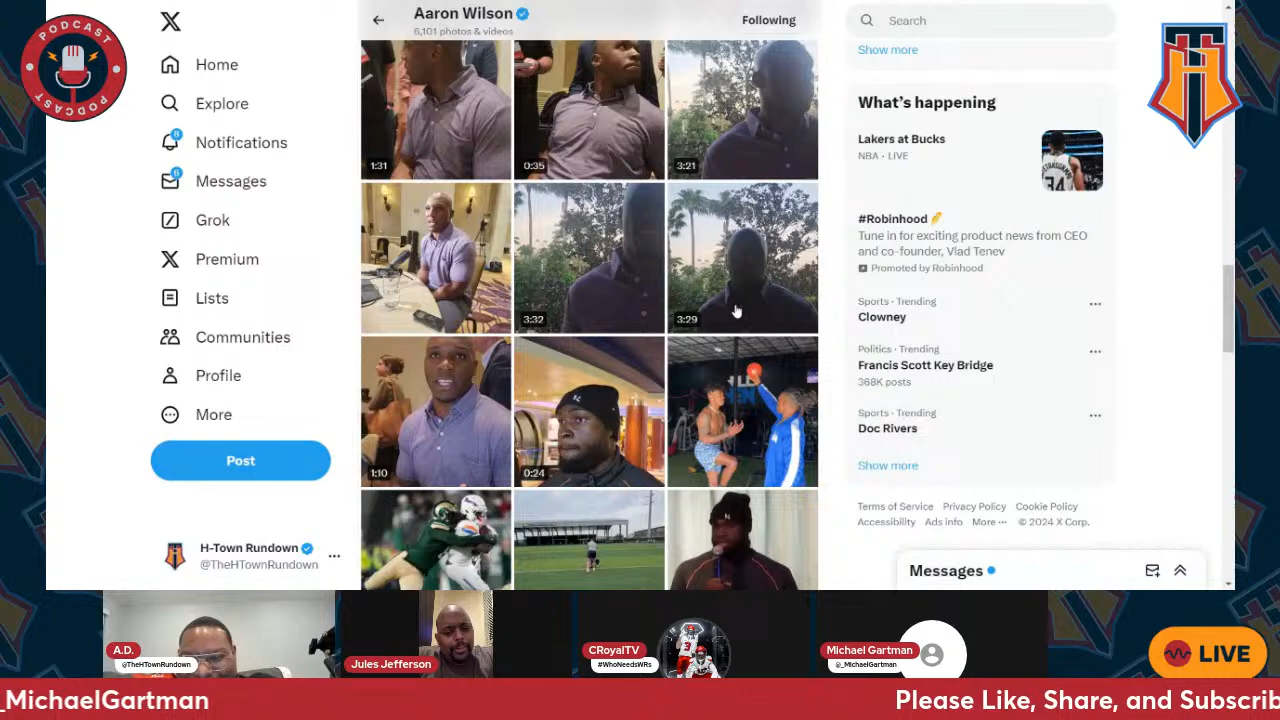 PODCAST
PODCAST
Home
Explore
8
Notifications
6
Messages
Grok
Premium
Lists
Communities
Profile
More
Post
H-Town Rundown
@TheHTownRundown
Aaron Wilson
6,101 photos & videos
Following
1:31
0:35
3:21
3:32
3:29
1:10
0:24
Search
Show more
What's happening
Lakers at Bucks
NBA · LIVE
34
#Robinhood
Tune in for exciting product news from CEO
and co-founder, Vlad Tenev
Promoted by Robinhood
Sports · Trending
Clowney
Politics · Trending
Francis Scott Key Bridge
368K posts
Sports · Trending
Doc Rivers
Show more
Terms of Service Privacy Policy Cookie Policy
Accessibility Ads info More ··· © 2024 X Corp.
Messages
A.D.
@TheHTownRundown
Jules Jefferson
CRoyalTV
#WhoNeedsWRs
Michael Gartman
@_MichaelGartman
LIVE
_MichaelGartman
Please Like, Share, and Subscrib